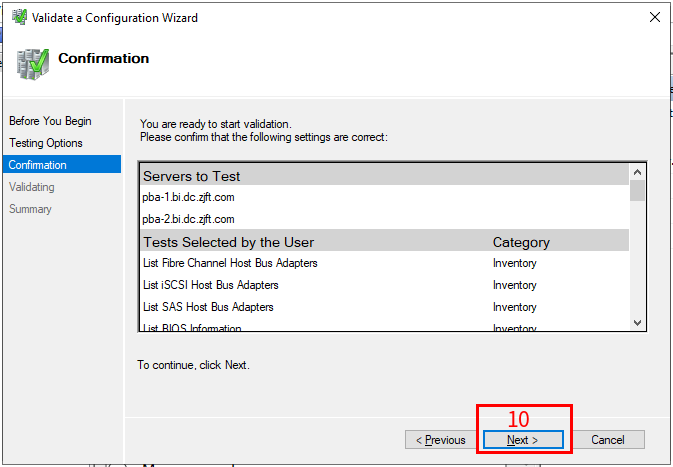 Validate a Configuration Wizard
Confirmation
Before You Begin
Testing Options
Confirmation
Validating
Summary
You are ready to start validation.
Please confirm that the following settings are correct:
Servers to Test
pba-1.bi.dc.zjft.com
pba-2.bi.dc.zjft.com
Tests Selected by the User Category
List Fibre Channel Host Bus Adapters Inventory
List iSCSI Host Bus Adapters Inventory
List SAS Host Bus Adapters Inventory
List BIOS Information Inventory
To continue, click Next.
10
< Previous Next > Cancel